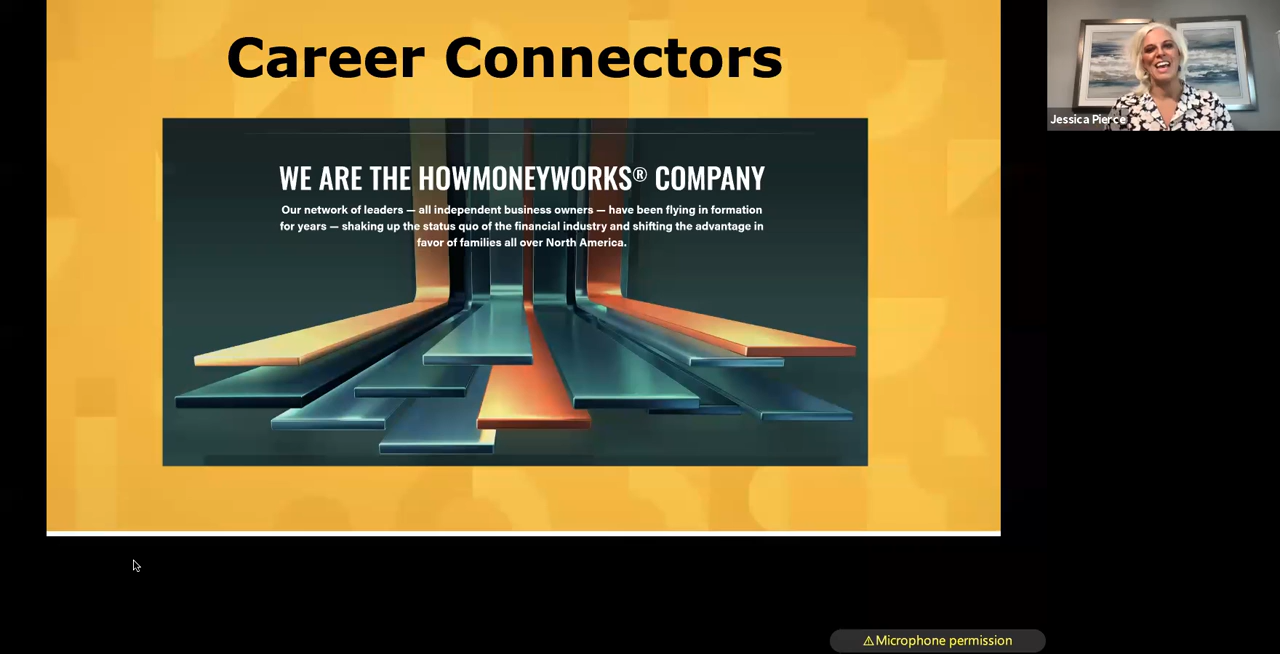 Career Connectors
WE ARE THE HOWMONEYWORKS® COMPANY
Our network of leaders — all independent business owners — have been flying in formation
for years — shaking up the status quo of the financial industry and shifting the advantage in
favor of families all over North America.
Jessica Pierce
⚠Microphone permission